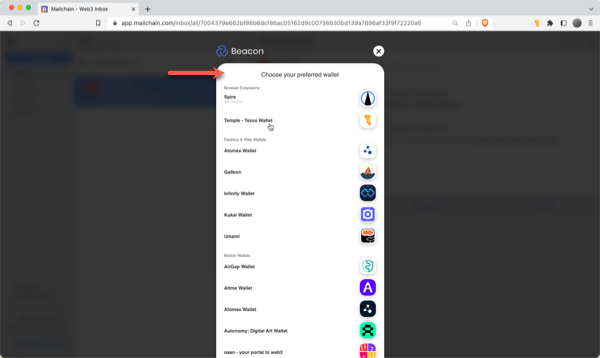 Mailchain - Web3 Inbox
app.mailchain.com/inbox/all/7004379e662bf86b6dcf86ac05162d9c00736630bd139a7896af33f9f72220a5
Beacon
Choose your preferred wallet
Browser Extensions
Spire
Temple - Tezos Wallet
Desktop & Web Wallets
Atomex Wallet
Galleon
Infinity Wallet
Kukai Wallet
Umami
Mobile Wallets
AirGap Wallet
Altme Wallet
Atomex Wallet
Autonomy: Digital Art Wallet
naan - your portal to web3